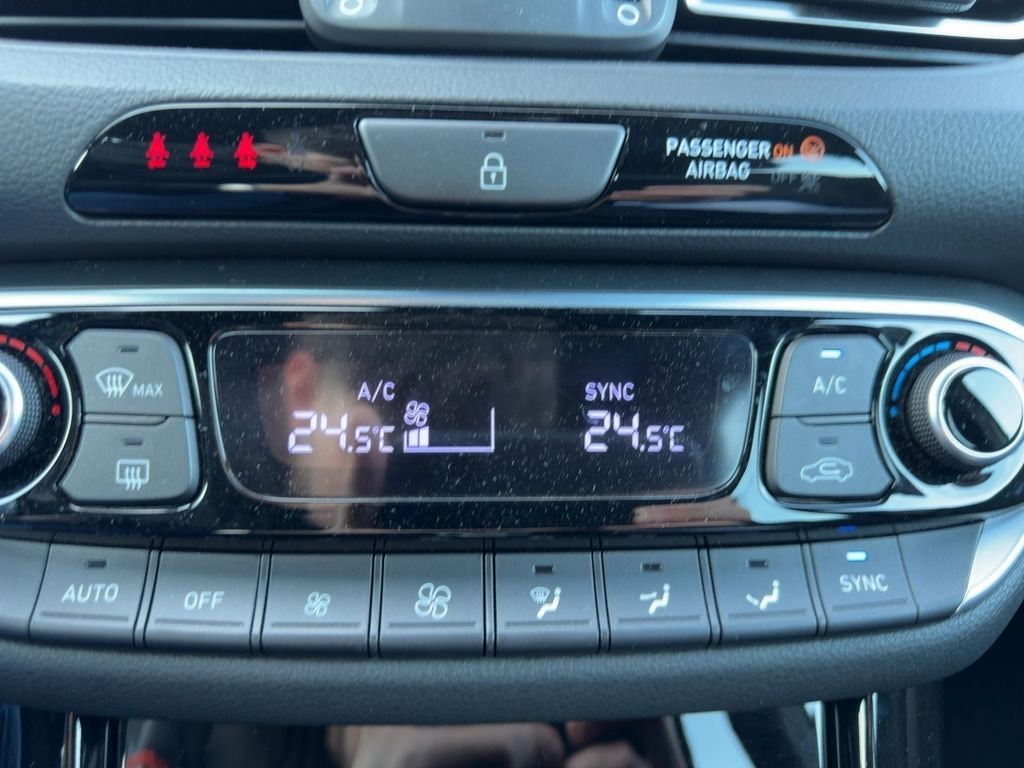 PASSENGER ON
AIRBAG OFF
MAX
A/C
24.5°C
SYNC
24.5°C
A/C
AUTO
OFF
SYNC